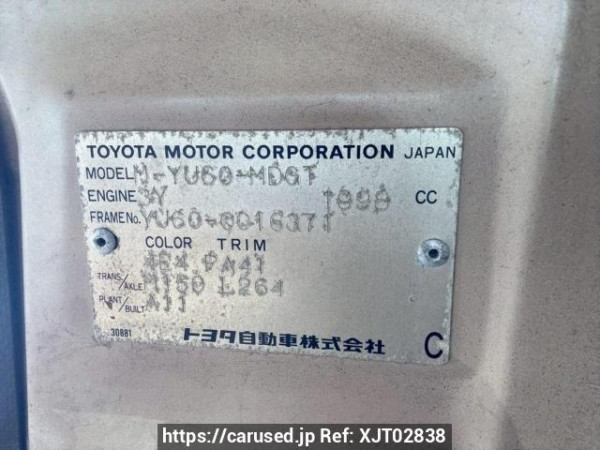 TOYOTA MOTOR CORPORATION JAPAN
MODEL M-YU60-MDGT
ENGINE 3Y 1998 CC
FRAME No. YU60-0016371
COLOR TRIM
464 FA41
TRANS/AXLE M150 L264
PLANT/BUILT A11
30881 トヨタ自動車株式会社 C
https://carused.jp Ref: XJT02838